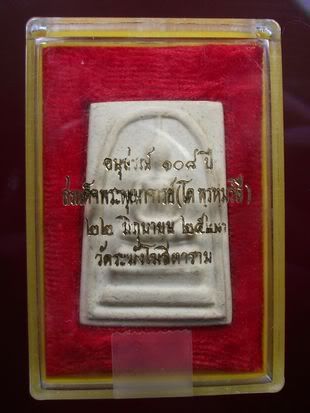 อนุสรณ์ ๑๐๘ ปี
สมเด็จพระพุฒาจารย์(โต พรหมรังสี)
๒๒ มิถุนายน ๒๕๒๓
วัดระฆังโฆสิตาราม